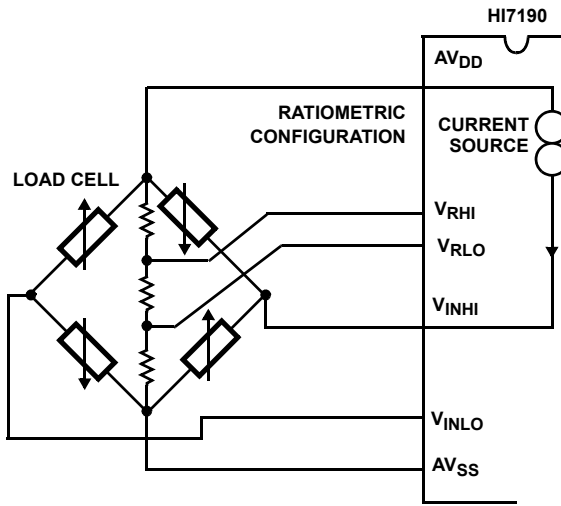 HI7190
AVDD
RATIOMETRIC
CONFIGURATION
CURRENT
SOURCE
LOAD CELL
VRHI
VRLO
VINHI
VINLO
AVSS